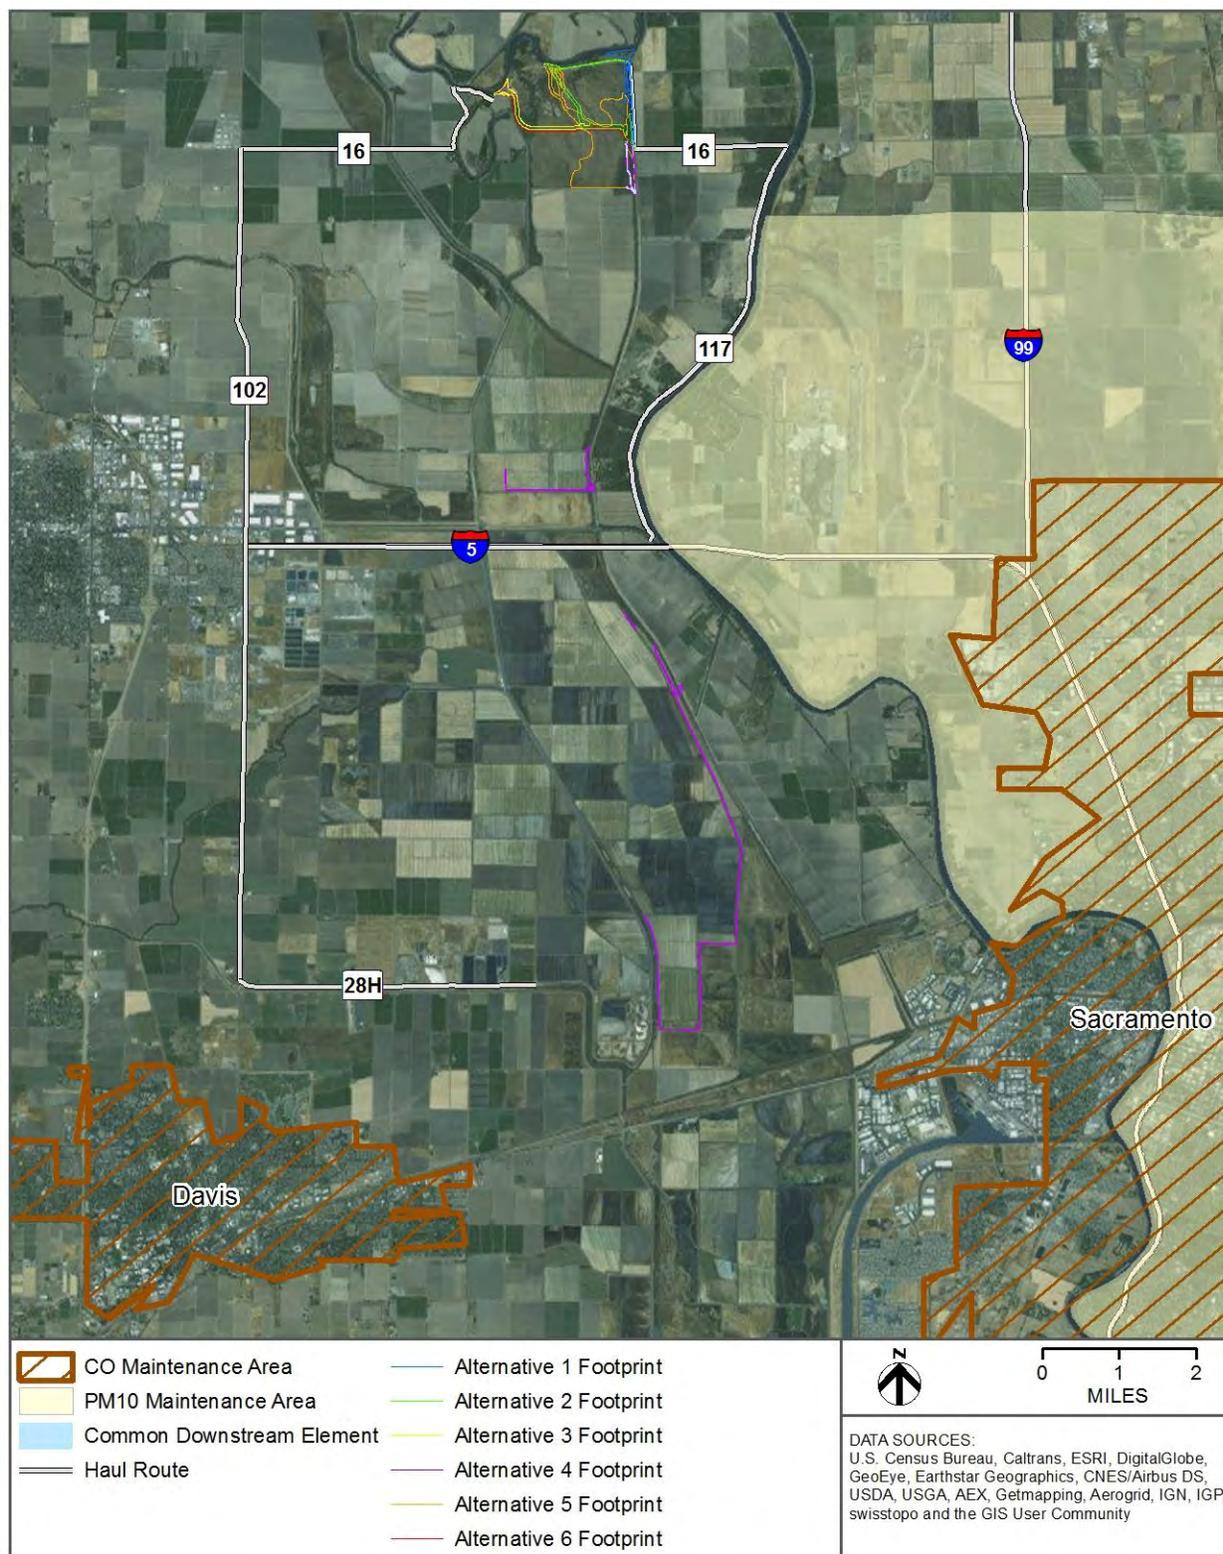 16
16
117
99
102
5
28H
Sacramento
Davis
CO Maintenance Area
PM10 Maintenance Area
Common Downstream Element
Haul Route
Alternative 1 Footprint
Alternative 2 Footprint
Alternative 3 Footprint
Alternative 4 Footprint
Alternative 5 Footprint
Alternative 6 Footprint
N
0 1 2
MILES
DATA SOURCES:
U.S. Census Bureau, Caltrans, ESRI, DigitalGlobe,
GeoEye, Earthstar Geographics, CNES/Airbus DS,
USDA, USGA, AEX, Getmapping, Aerogrid, IGN, IGP
swisstopo and the GIS User Community